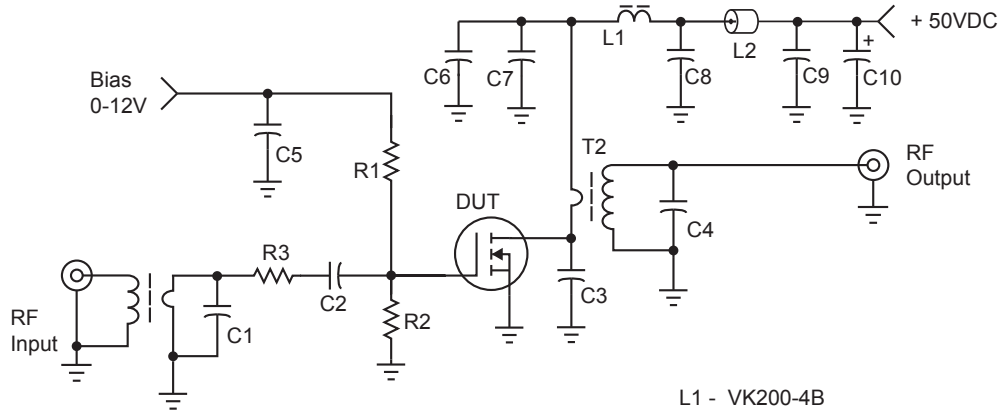 + 50VDC
L1
L2
C6
C7
C8
C9
+
C10
Bias
0-12V
C5
R1
T2
RF
Output
DUT
C4
R3
C2
C3
RF
Input
C1
R2
L1 - VK200-4B